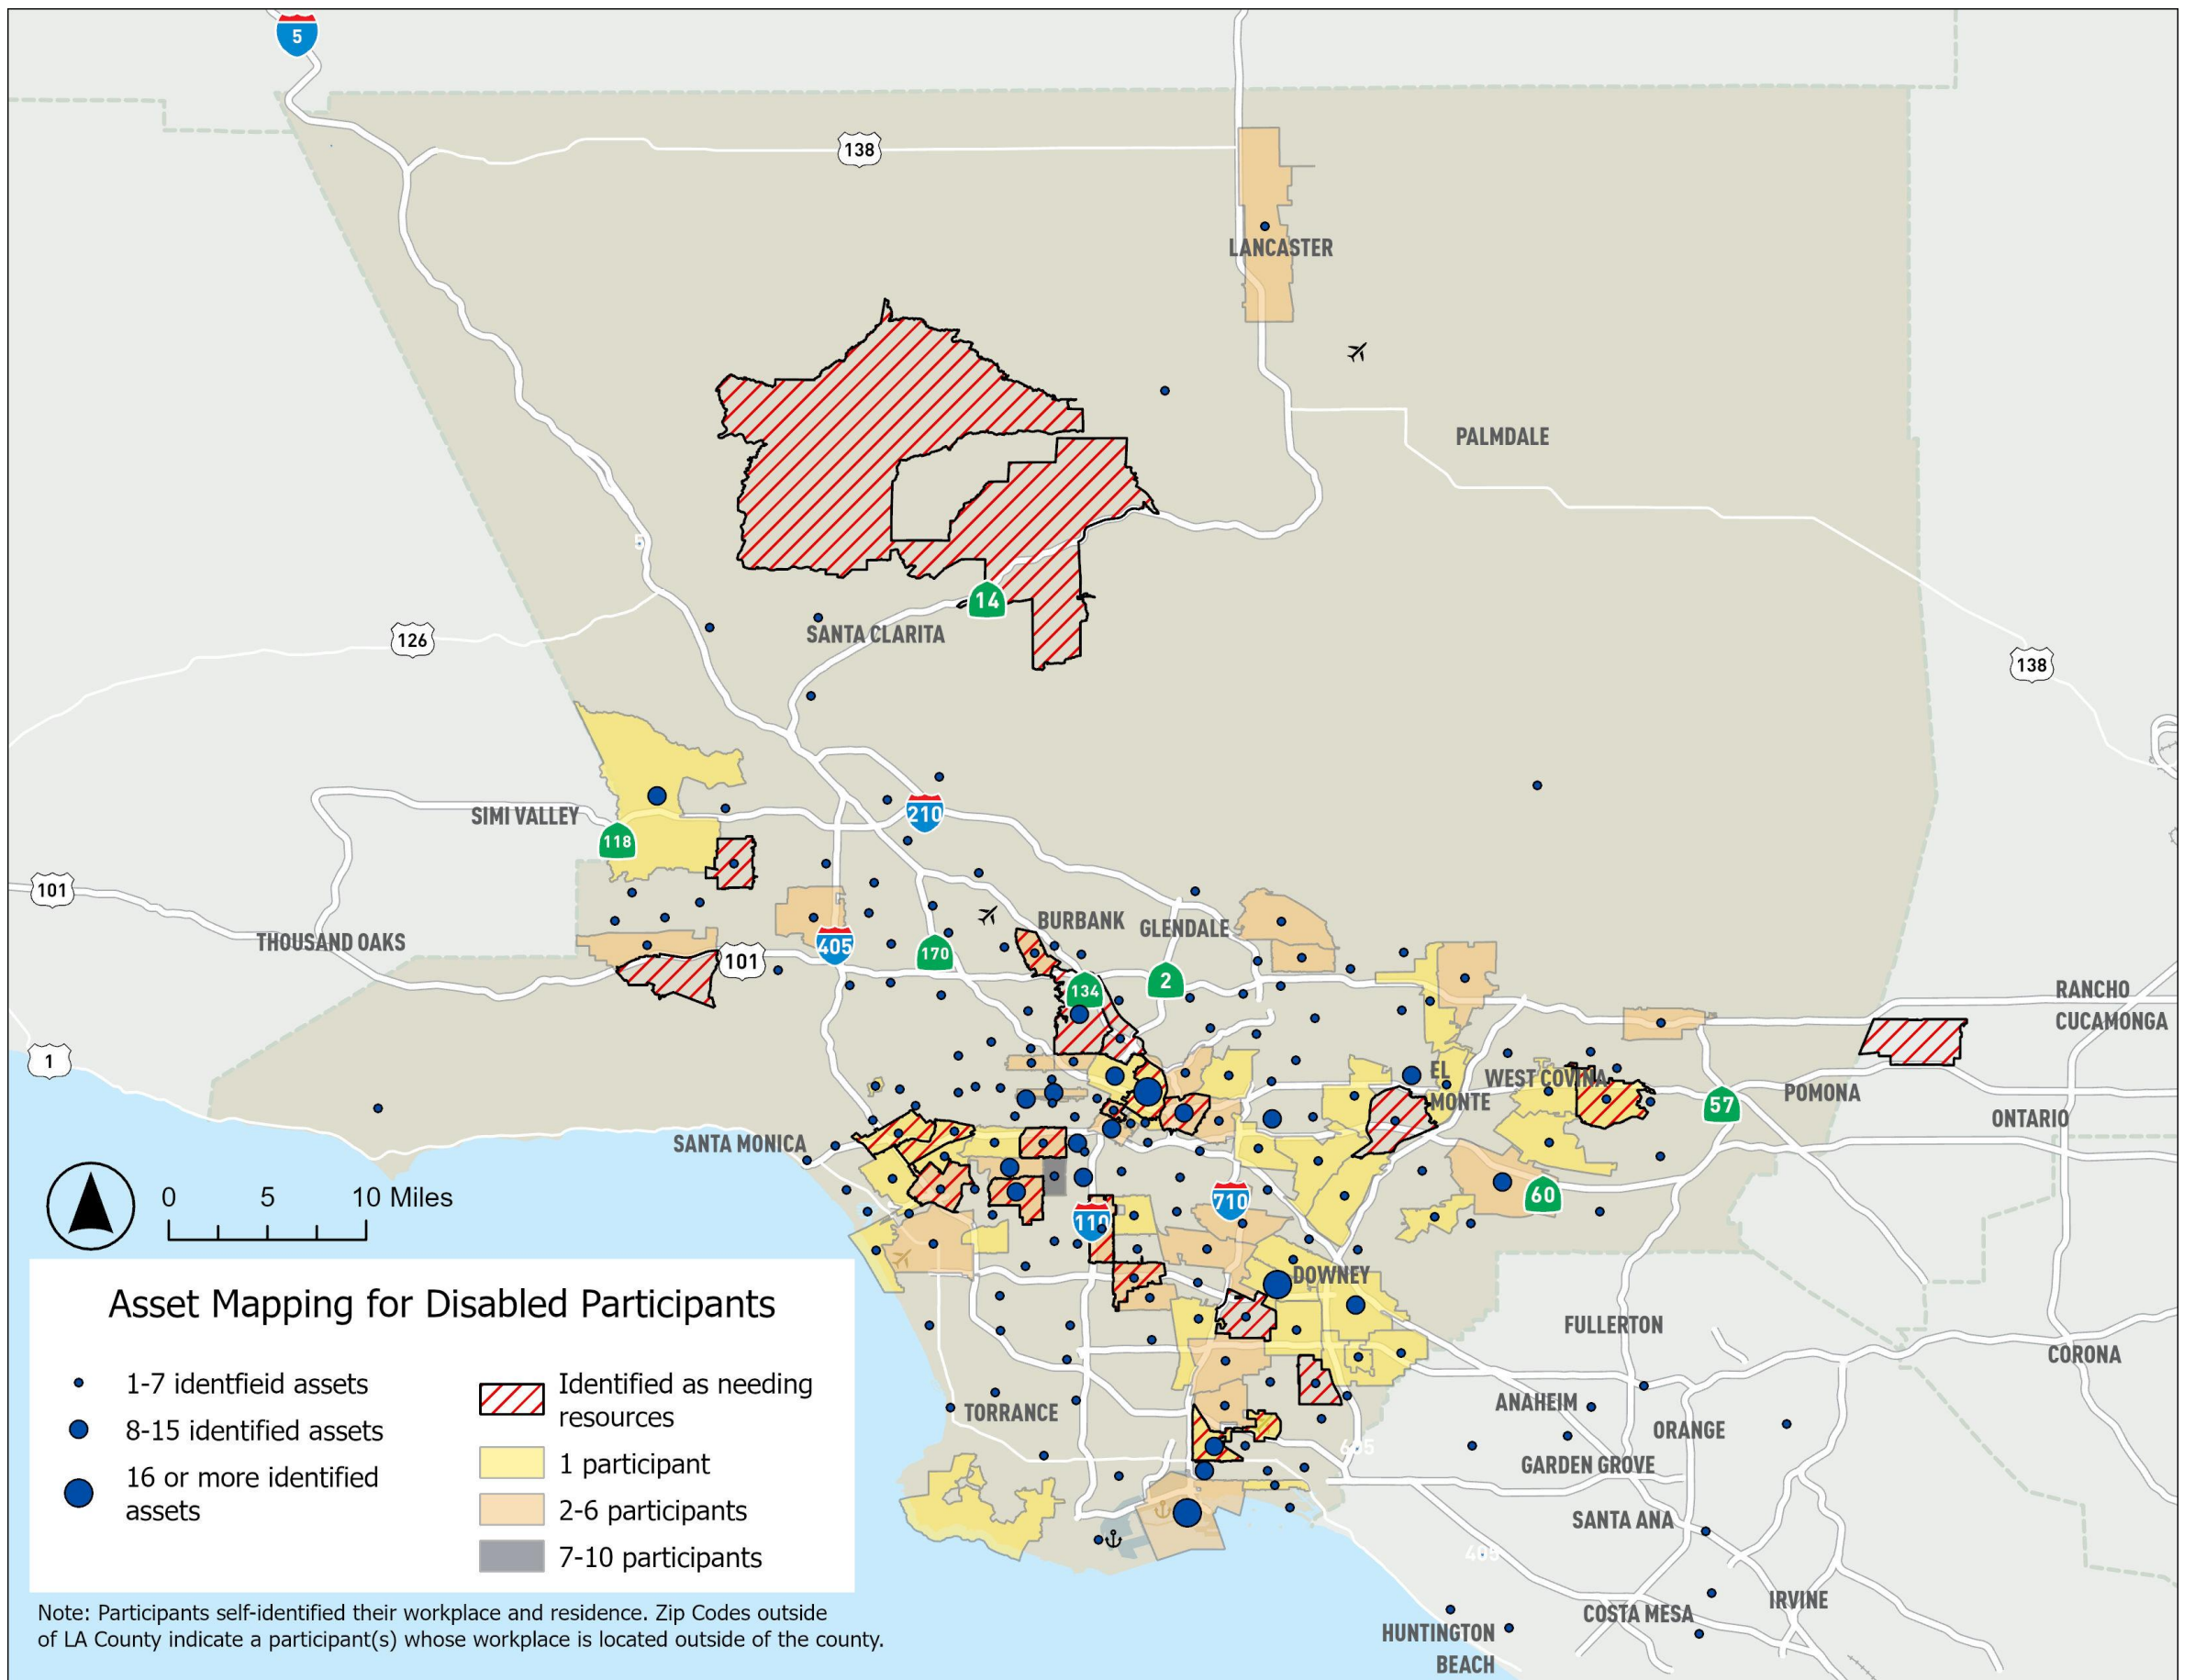 5
138
LANCASTER
PALMDALE
5
14
SANTA CLARITA
126
138
SIMI VALLEY
118
210
101
THOUSAND OAKS
101
405
170
BURBANK
GLENDALE
134
2
RANCHO
CUCAMONGA
1
EL
MONTE
WEST COVINA
57
POMONA
ONTARIO
SANTA MONICA
60
710
110
DOWNEY
FULLERTON
CORONA
ANAHEIM
ORANGE
TORRANCE
605
GARDEN GROVE
SANTA ANA
405
COSTA MESA
IRVINE
HUNTINGTON
BEACH
0 5 10 Miles
Asset Mapping for Disabled Participants
1-7 identfieid assets
8-15 identified assets
16 or more identified
assets
Identified as needing
resources
1 participant
2-6 participants
7-10 participants
Note: Participants self-identified their workplace and residence. Zip Codes outside
of LA County indicate a participant(s) whose workplace is located outside of the county.